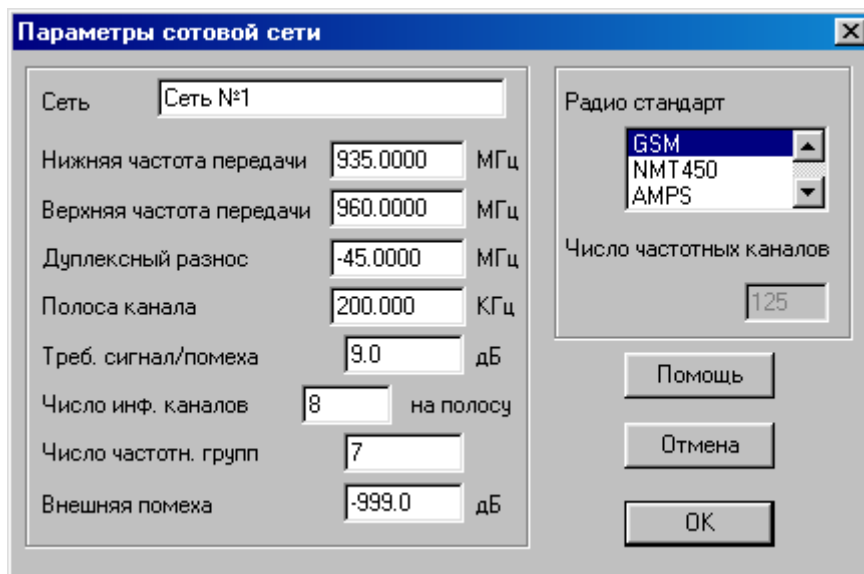 Параметры сотовой сети
Сеть Сеть №1
Нижняя частота передачи 935.0000 МГц
Верхняя частота передачи 960.0000 МГц
Дуплексный разнос -45.0000 МГц
Полоса канала 200.000 КГц
Треб. сигнал/помеха 9.0 дБ
Число инф. каналов 8 на полосу
Число частотн. групп 7
Внешняя помеха -999.0 дБ
Радио стандарт
GSM
NMT450
AMPS
Число частотных каналов
125
Помощь
Отмена
OK